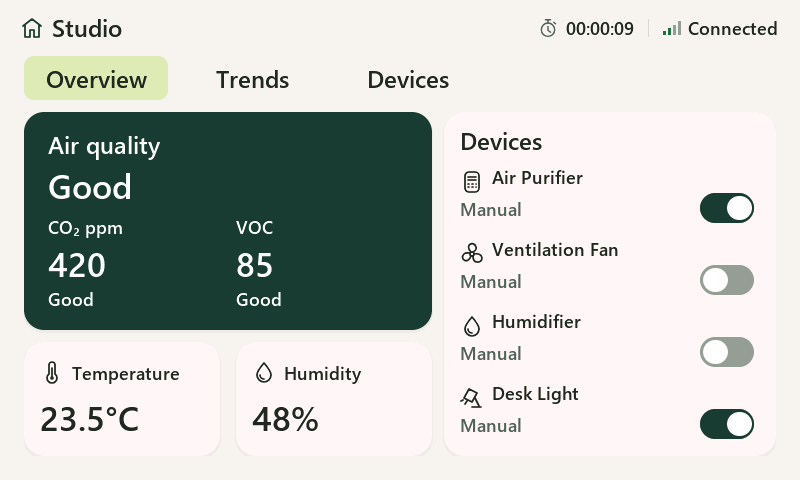 Studio
00:00:09
Connected
Overview
Trends
Devices
Air quality
Good
CO₂ ppm
VOC
420
85
Good
Good
Temperature
23.5°C
Humidity
48%
Devices
Air Purifier
Manual
Ventilation Fan
Manual
Humidifier
Manual
Desk Light
Manual